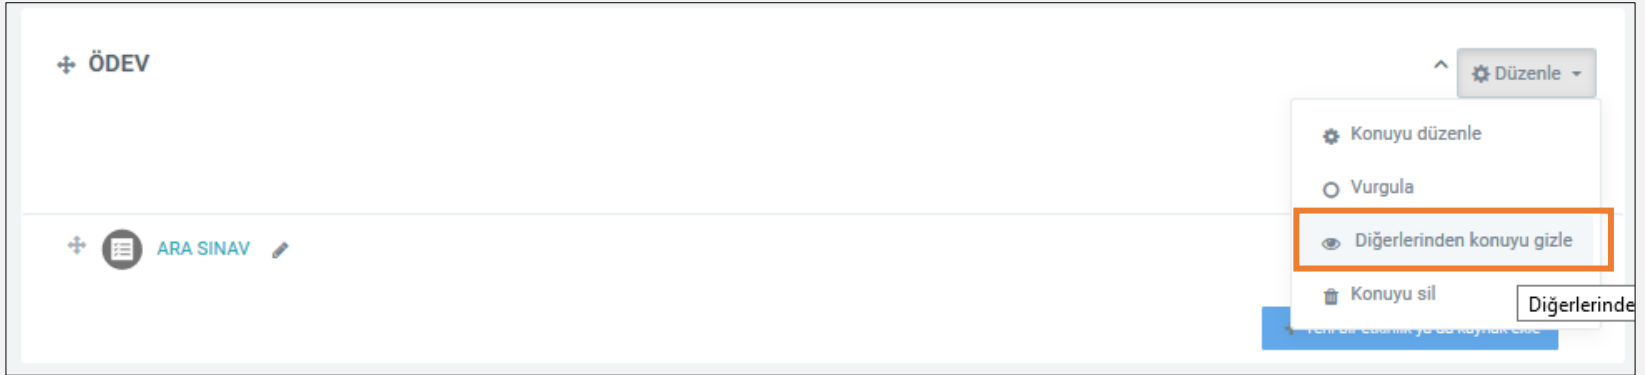 ÖDEV
Düzenle
Konuyu düzenle
Vurgula
ARA SINAV
Diğerlerinden konuyu gizle
Konuyu sil
Diğerlerinde